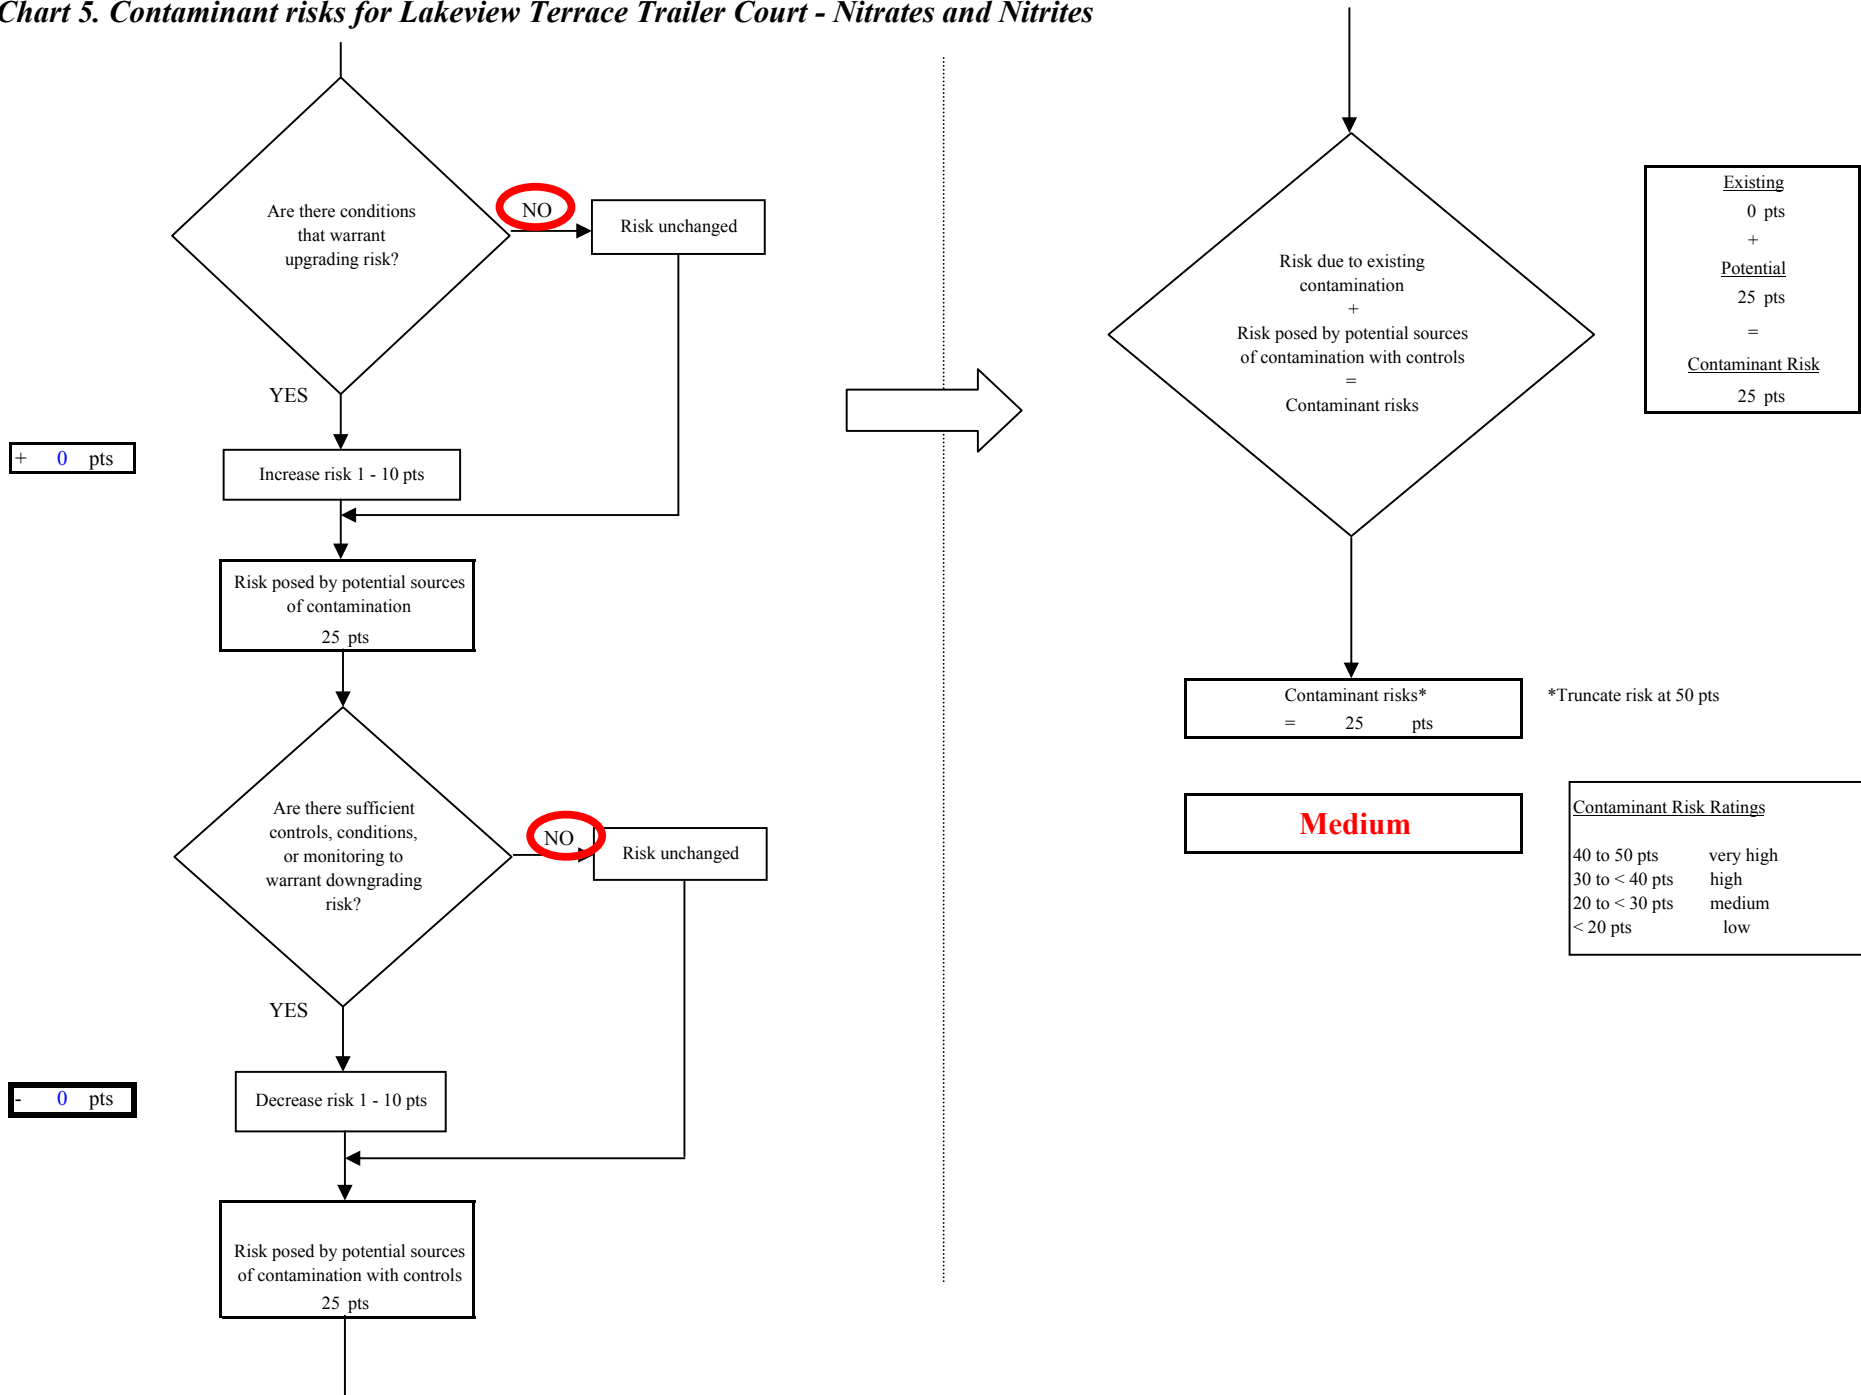 Chart 5. Contaminant risks for Lakeview Terrace Trailer Court - Nitrates and Nitrites
Are there conditions
that warrant
upgrading risk?
NO
Risk unchanged
YES
+ 0 pts
Increase risk 1 - 10 pts
Risk posed by potential sources
of contamination
25 pts
Are there sufficient
controls, conditions,
or monitoring to
warrant downgrading
risk?
NO
Risk unchanged
YES
- 0 pts
Decrease risk 1 - 10 pts
Risk posed by potential sources
of contamination with controls
25 pts
Risk due to existing
contamination
+
Risk posed by potential sources
of contamination with controls
=
Contaminant risks
Existing
0 pts
+
Potential
25 pts
=
Contaminant Risk
25 pts
Contaminant risks*
= 25 pts
*Truncate risk at 50 pts
Medium
Contaminant Risk Ratings
40 to 50 pts very high
30 to < 40 pts high
20 to < 30 pts medium
< 20 pts low